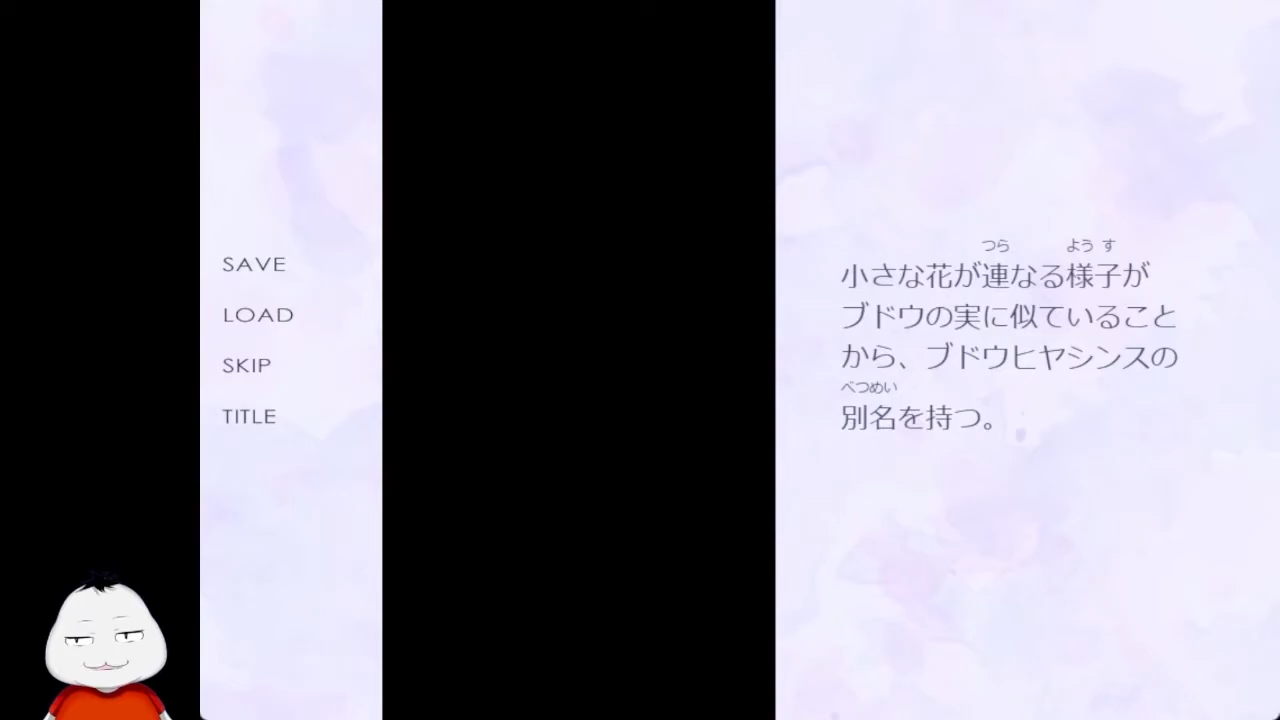 SAVE
LOAD
SKIP
TITLE
つら よう す
小さな花が連なる様子が
ブドウの実に似ていること
から、ブドウヒヤシンスの
べつめい
別名を持つ。